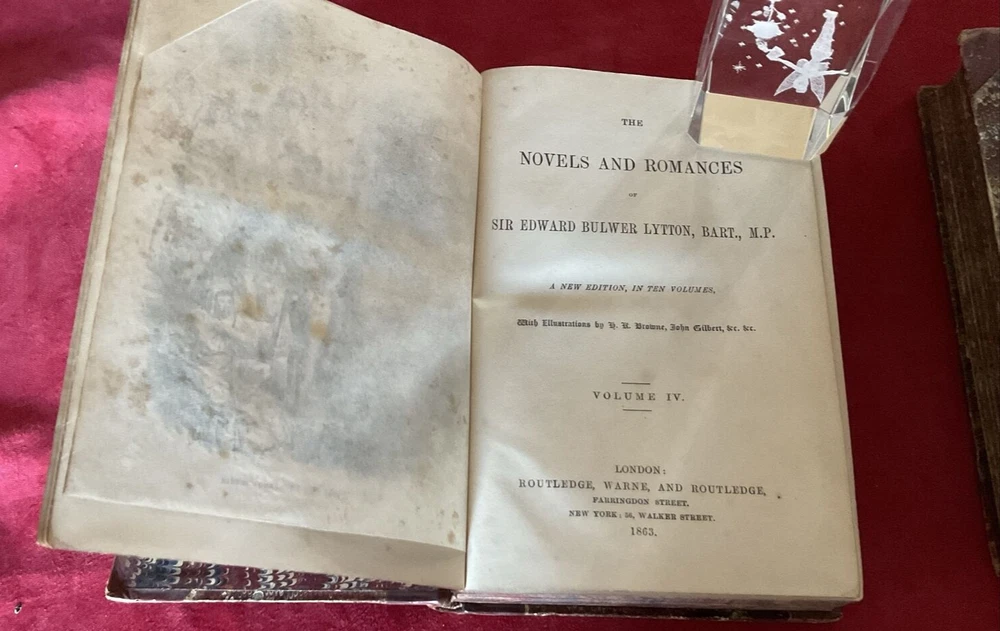 THE
NOVELS AND ROMANCES
OF
SIR EDWARD BULWER LYTTON, BART., M.P.
A NEW EDITION, IN TEN VOLUMES,
With Illustrations by H. K. Browne, John Gilbert, &c. &c.
VOLUME IV.
LONDON:
ROUTLEDGE, WARNE, AND ROUTLEDGE,
FARRINGDON STREET,
NEW YORK: 56, WALKER STREET.
1863.